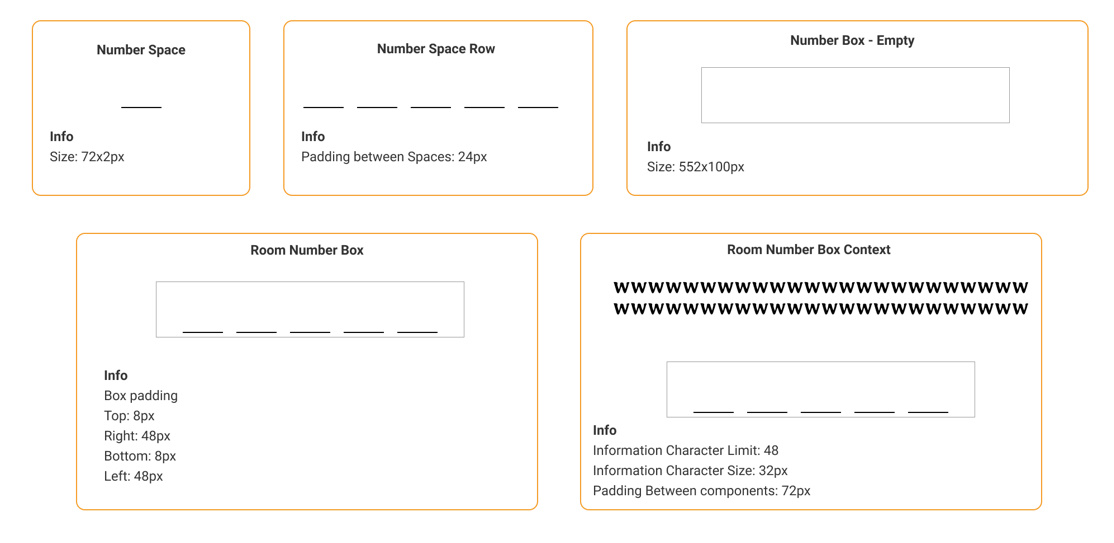 Number Space
Info
Size: 72x2px
Number Space Row
Info
Padding between Spaces: 24px
Number Box - Empty
Info
Size: 552x100px
Room Number Box
Info
Box padding
Top: 8px
Right: 48px
Bottom: 8px
Left: 48px
Room Number Box Context
WWWWWWWWWWWWWWWWWWWWWWWW
WWWWWWWWWWWWWWWWWWWWWWWW
Info
Information Character Limit: 48
Information Character Size: 32px
Padding Between components: 72px